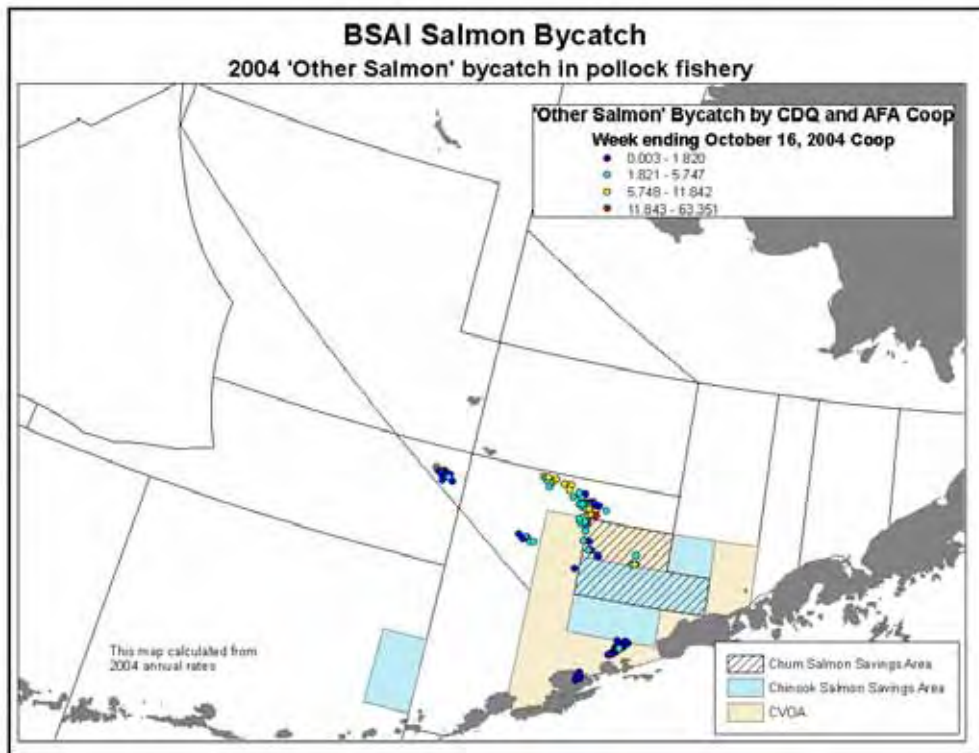 BSAI Salmon Bycatch
2004 'Other Salmon' bycatch in pollock fishery
'Other Salmon' Bycatch by CDQ and AFA Coop
Week ending October 16, 2004 Coop
0.003 - 1.820
1.821 - 5.747
5.748 - 11.842
11.843 - 63.351
This map calculated from
2004 annual rates
Chum Salmon Savings Area
Chinook Salmon Savings Area
CVOA